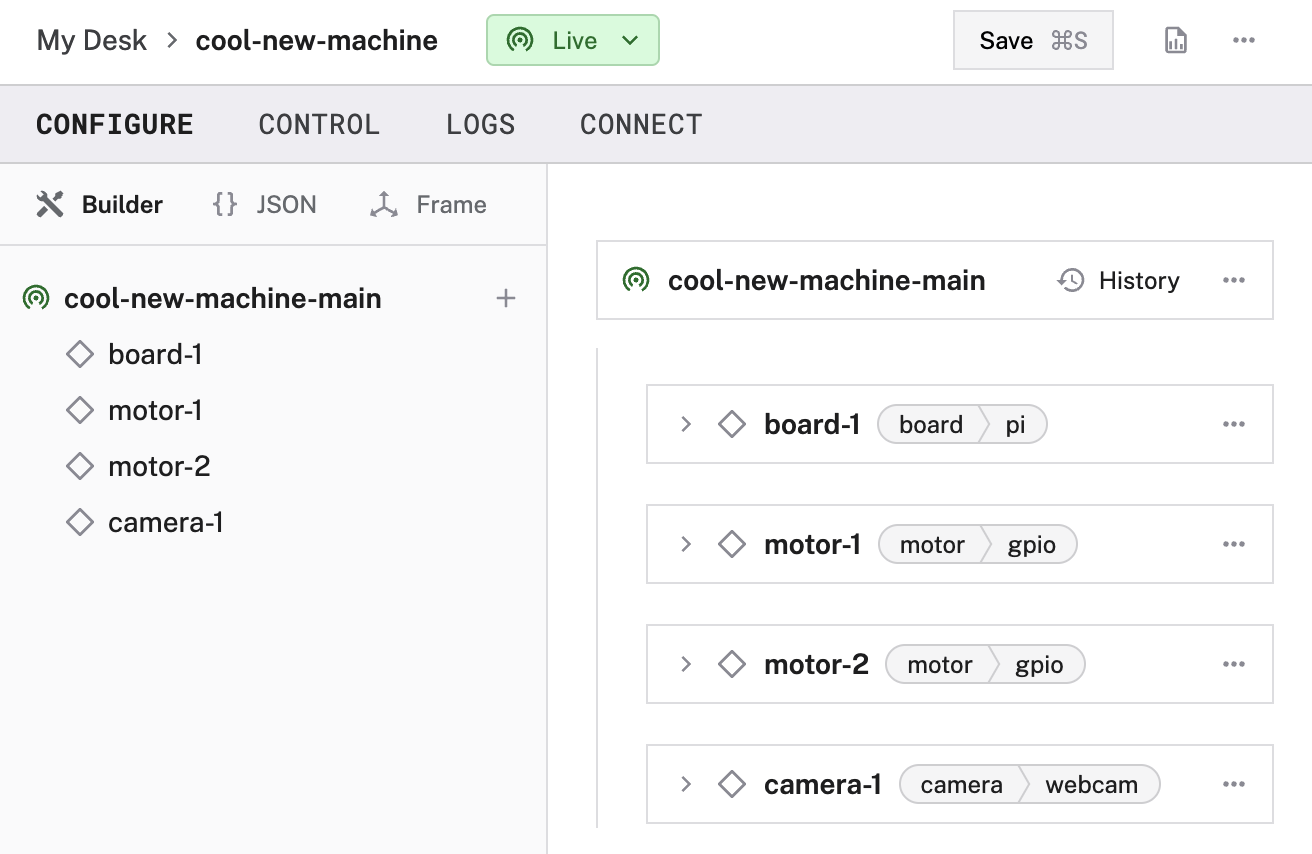 My Desk > cool-new-machine Live Save ⌘S
CONFIGURE CONTROL LOGS CONNECT
Builder {} JSON Frame
cool-new-machine-main
board-1
motor-1
motor-2
camera-1
cool-new-machine-main History
board-1 board pi
motor-1 motor gpio
motor-2 motor gpio
camera-1 camera webcam